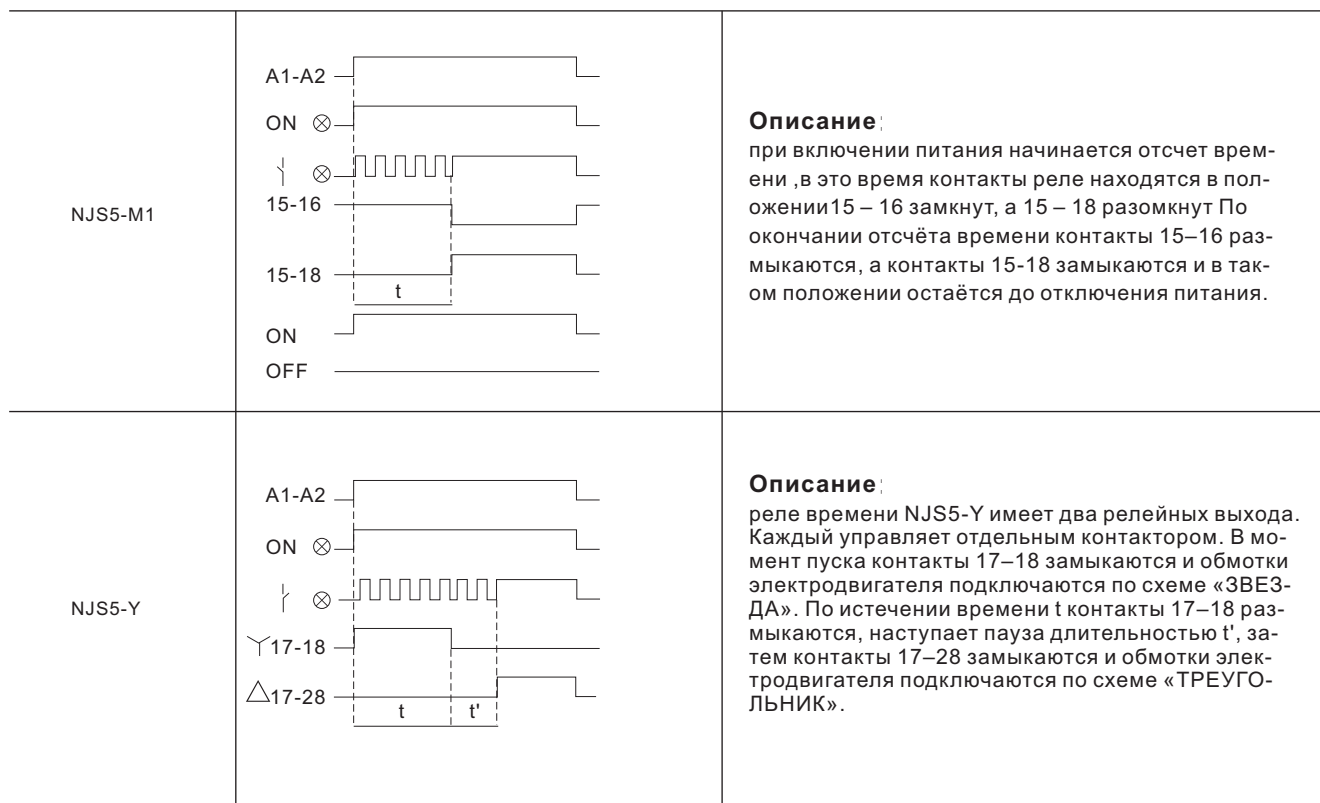 NJS5-M1
A1-A2
ON
15-16
15-18
t
ON
OFF
Описание:
при включении питания начинается отсчет врем-
ени ,в это время контакты реле находятся в пол-
ожении15 – 16 замкнут, а 15 – 18 разомкнут По
окончании отсчёта времени контакты 15–16 раз-
мыкаются, а контакты 15-18 замыкаются и в так-
ом положении остаётся до отключения питания.
NJS5-Y
A1-A2
ON
17-18
17-28
t t'
Описание:
реле времени NJS5-Y имеет два релейных выхода.
Каждый управляет отдельным контактором. В мо-
мент пуска контакты 17–18 замыкаются и обмотки
электродвигателя подключаются по схеме «ЗВЕЗ-
ДА». По истечении времени t контакты 17–18 раз-
мыкаются, наступает пауза длительностью t', за-
тем контакты 17–28 замыкаются и обмотки элек-
тродвигателя подключаются по схеме «ТРЕУГО-
ЛЬНИК».